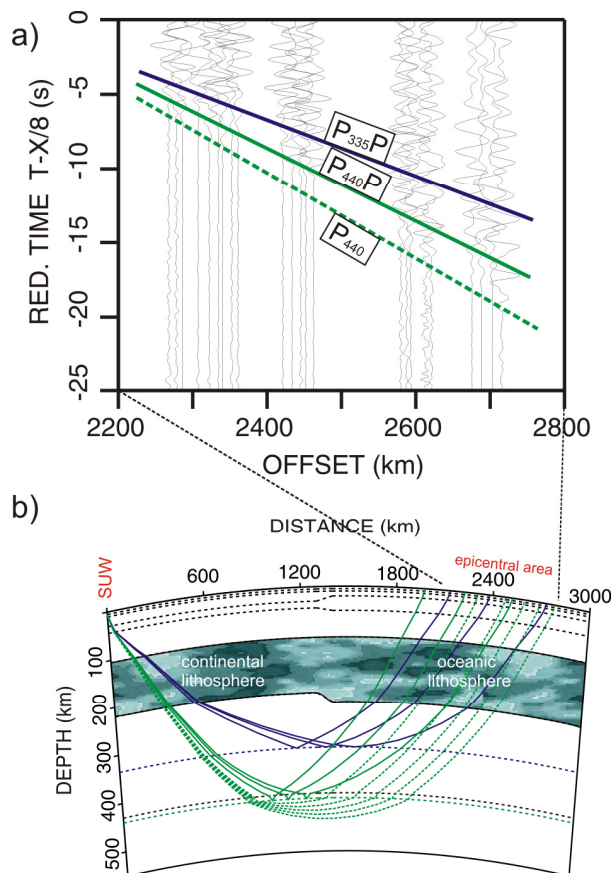 a)
RED. TIME T-X/8 (s)
0
-5
-10
-15
-20
-25
P₃₃₅P
P₄₄₀P
P₄₄₀
2200 2400 2600 2800
OFFSET (km)
b)
DISTANCE (km)
SUW
600 1200 1800 2400 3000
epicentral area
continental lithosphere
oceanic lithosphere
DEPTH (km)
100
200
300
400
500